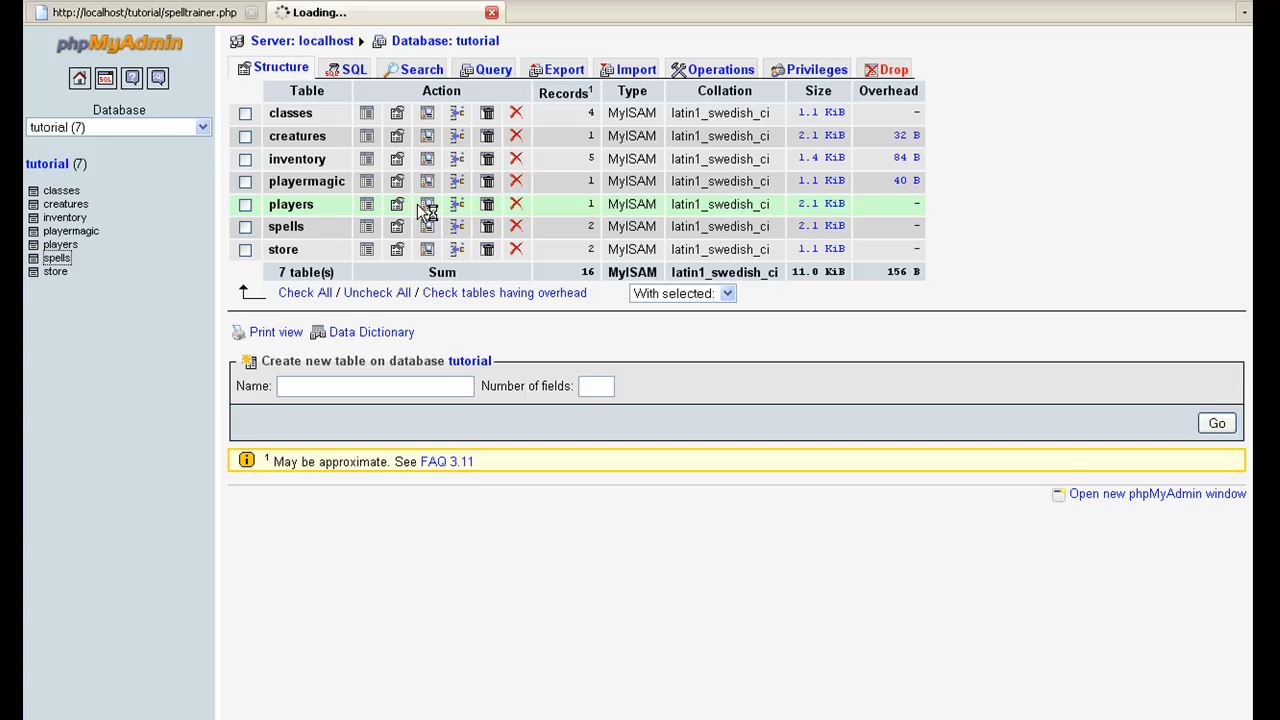 http://localhost/tutorial/spelltrainer.php
Loading...
phpMyAdmin
Database
tutorial (7)
tutorial (7)
classes
creatures
inventory
playermagic
players
spells
store
Server: localhost Database: tutorial
Structure SQL Search Query Export Import Operations Privileges Drop
Table Action Records1 Type Collation Size Overhead
classes 4 MyISAM latin1_swedish_ci 1.1 KiB -
creatures 1 MyISAM latin1_swedish_ci 2.1 KiB 32 B
inventory 5 MyISAM latin1_swedish_ci 1.4 KiB 84 B
playermagic 1 MyISAM latin1_swedish_ci 2.1 KiB 40 B
players 1 MyISAM latin1_swedish_ci 2.1 KiB -
spells 2 MyISAM latin1_swedish_ci 2.1 KiB -
store 2 MyISAM latin1_swedish_ci 1.1 KiB -
7 table(s) Sum 16 MyISAM latin1_swedish_ci 11.0 KiB 156 B
Check All / Uncheck All / Check tables having overhead With selected:
Print view Data Dictionary
Create new table on database tutorial
Name: Number of fields:
Go
1 May be approximate. See FAQ 3.11
Open new phpMyAdmin window